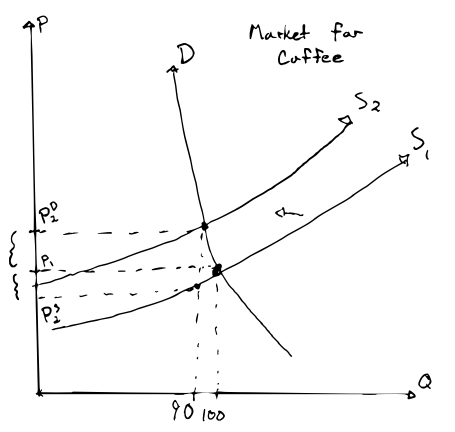 P
Market for
Coffee
D
S₂
S₁
P₂ᴰ
P₁
P₂ˢ
Q
90 100